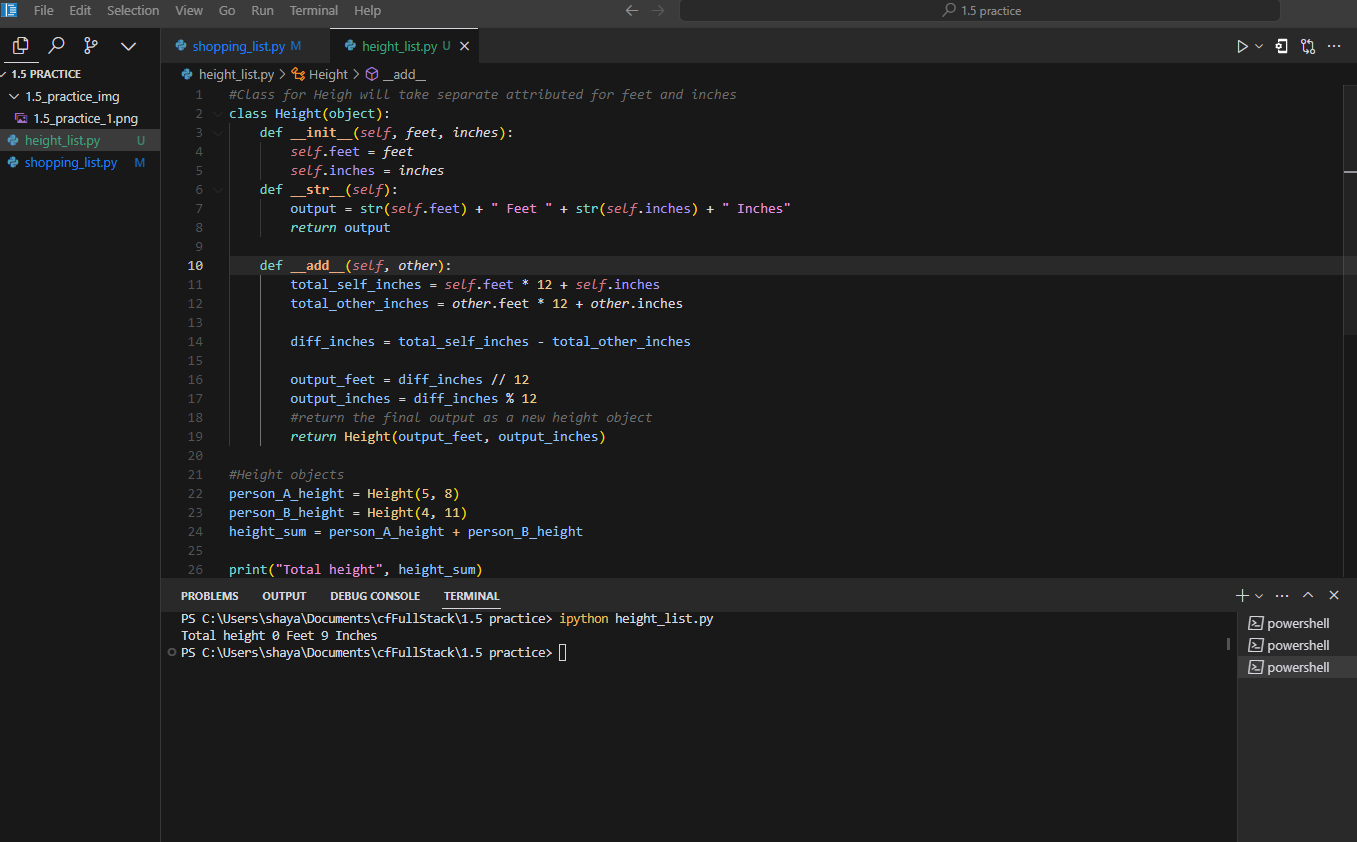 File Edit Selection View Go Run Terminal Help
1.5 practice
1.5 PRACTICE
1.5_practice_img
1.5_practice_1.png
height_list.py U
shopping_list.py M
shopping_list.py M
height_list.py U
height_list.py > Height > __add__
1 #Class for Heigh will take separate attributed for feet and inches
2 class Height(object):
3 def __init__(self, feet, inches):
4 self.feet = feet
5 self.inches = inches
6 def __str__(self):
7 output = str(self.feet) + " Feet " + str(self.inches) + " Inches"
8 return output
9
10 def __add__(self, other):
11 total_self_inches = self.feet * 12 + self.inches
12 total_other_inches = other.feet * 12 + other.inches
13
14 diff_inches = total_self_inches - total_other_inches
15
16 output_feet = diff_inches // 12
17 output_inches = diff_inches % 12
18 #return the final output as a new height object
19 return Height(output_feet, output_inches)
20
21 #Height objects
22 person_A_height = Height(5, 8)
23 person_B_height = Height(4, 11)
24 height_sum = person_A_height + person_B_height
25
26 print("Total height", height_sum)
PROBLEMS OUTPUT DEBUG CONSOLE TERMINAL
PS C:\Users\shaya\Documents\cfFullStack\1.5 practice> ipython height_list.py
Total height 0 Feet 9 Inches
PS C:\Users\shaya\Documents\cfFullStack\1.5 practice>
powershell
powershell
powershell